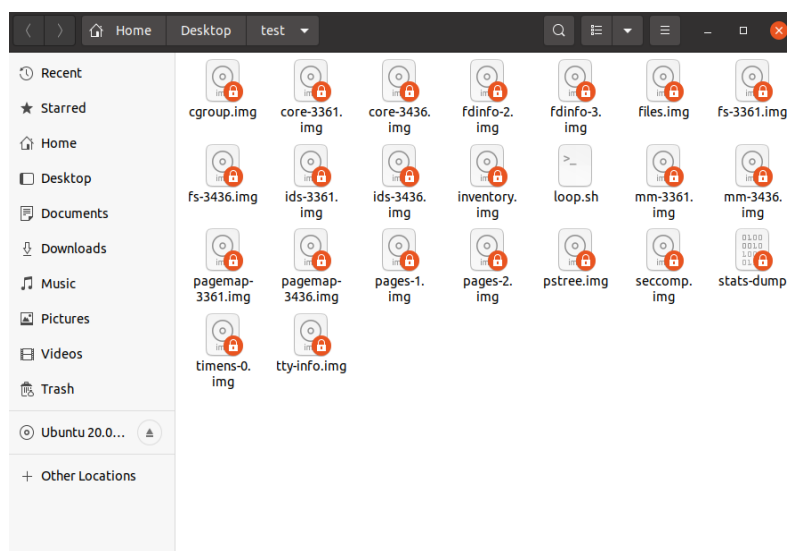 Home Desktop test
Recent
Starred
Home
Desktop
Documents
Downloads
Music
Pictures
Videos
Trash
Ubuntu 20.0...
Other Locations
cgroup.img
core-3361.
img
core-3436.
img
fdinfo-2.
img
fdinfo-3.
img
files.img
fs-3361.img
fs-3436.img
ids-3361.
img
ids-3436.
img
inventory.
img
loop.sh
mm-3361.
img
mm-3436.
img
pagemap-
3361.img
pagemap-
3436.img
pages-1.
img
pages-2.
img
pstree.img
seccomp.
img
stats-dump
timens-0.
img
tty-info.img